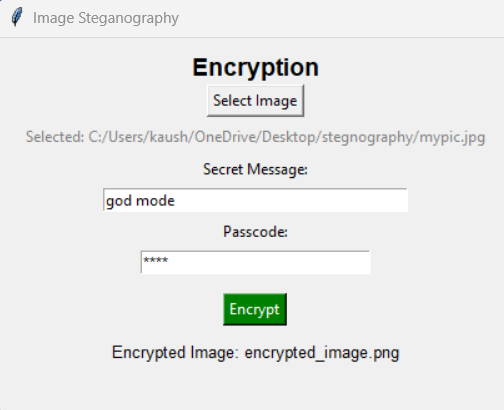 Image Steganography
Encryption
Select Image
Selected: C:/Users/kaush/OneDrive/Desktop/stegnography/mypic.jpg
Secret Message:
god mode
Passcode:
****
Encrypt
Encrypted Image: encrypted_image.png